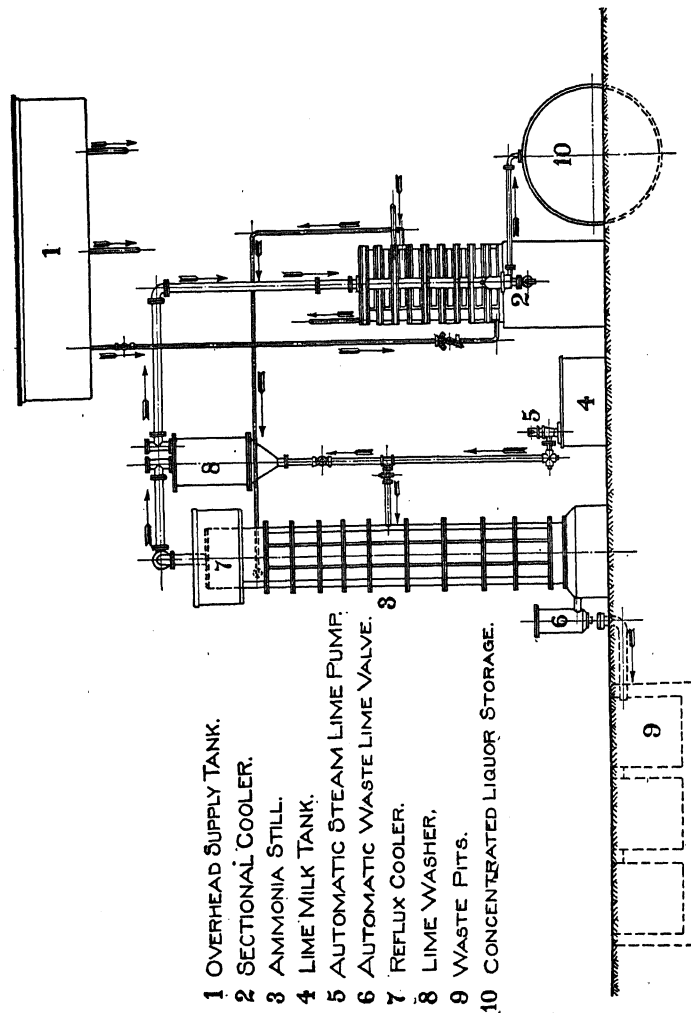 1 OVERHEAD SUPPLY TANK.
2 SECTIONAL COOLER.
3 AMMONIA STILL.
4 LIME MILK TANK.
5 AUTOMATIC STEAM LIME PUMP.
6 AUTOMATIC WASTE LIME VALVE.
7 REFLUX COOLER.
8 LIME WASHER,
9 WASTE PITS.
10 CONCENTRATED LIQUOR STORAGE.
1
2
3
4
5
6
7
8
9
10